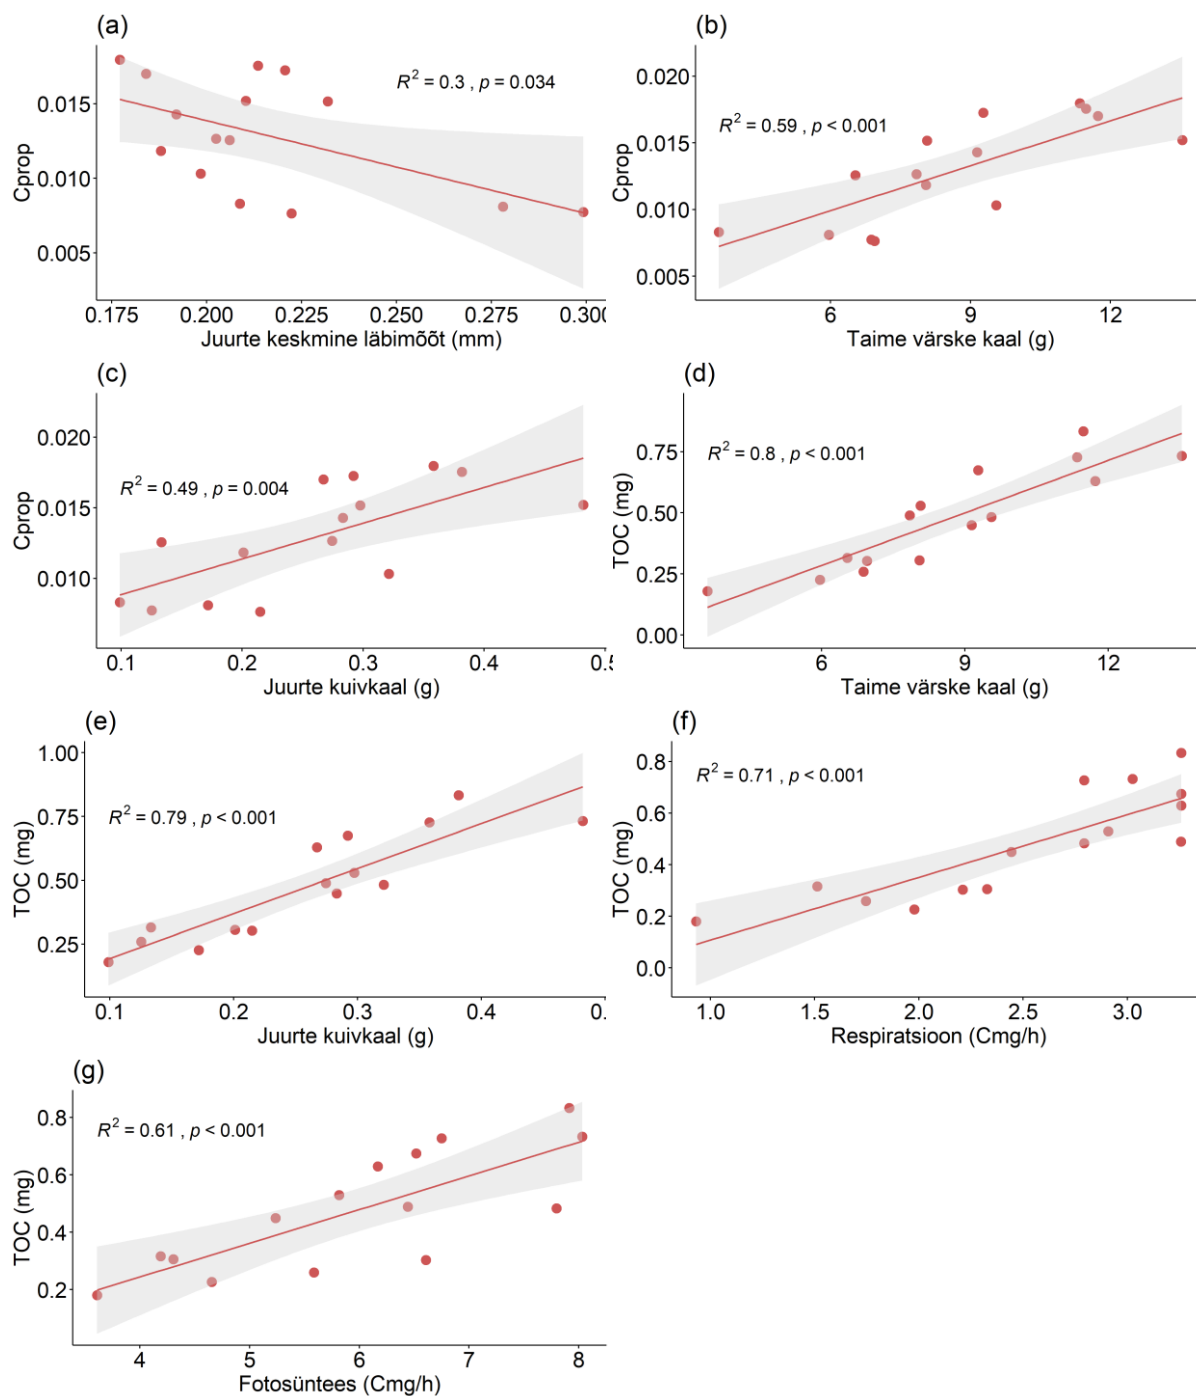 (a)
R² = 0.3 , p = 0.034
Cprop
0.015
0.010
0.005
0.175 0.200 0.225 0.250 0.275 0.300
Juurte keskmine läbimõõt (mm)
(b)
R² = 0.59 , p < 0.001
Cprop
0.020
0.015
0.010
0.005
6 9 12
Taime värske kaal (g)
(c)
R² = 0.49 , p = 0.004
Cprop
0.020
0.015
0.010
0.1 0.2 0.3 0.4 0.5
Juurte kuivkaal (g)
(d)
R² = 0.8 , p < 0.001
TOC (mg)
0.75
0.50
0.25
0.00
6 9 12
Taime värske kaal (g)
(e)
R² = 0.79 , p < 0.001
TOC (mg)
1.00
0.75
0.50
0.25
0.1 0.2 0.3 0.4 0.
Juurte kuivkaal (g)
(f)
R² = 0.71 , p < 0.001
TOC (mg)
0.8
0.6
0.4
0.2
0.0
1.0 1.5 2.0 2.5 3.0
Respiratsioon (Cmg/h)
(g)
R² = 0.61 , p < 0.001
TOC (mg)
0.8
0.6
0.4
0.2
4 5 6 7 8
Fotosüntees (Cmg/h)